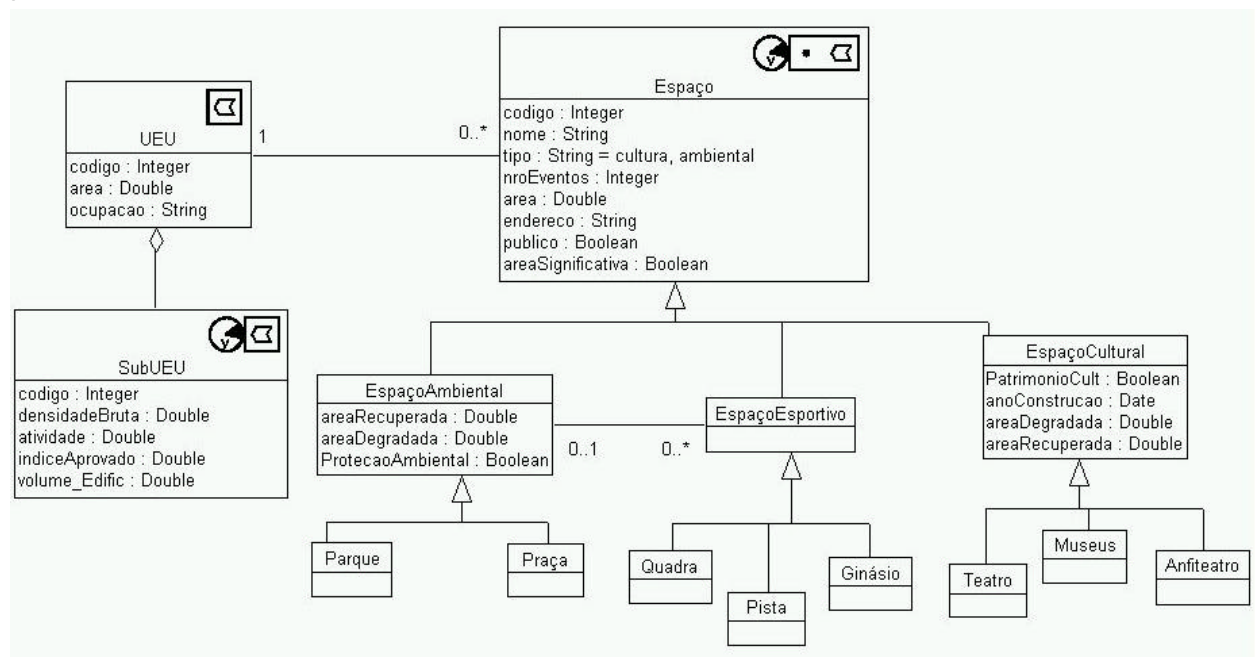 UEU
codigo : Integer
area : Double
ocupacao : String
1
0..*
y
Espaço
codigo : Integer
nome : String
tipo : String = cultura, ambiental
nroEventos : Integer
area : Double
endereco : String
publico : Boolean
areaSignificativa : Boolean
y
SubUEU
codigo : Integer
densidadeBruta : Double
atividade : Double
indiceAprovado : Double
volume_Edific : Double
EspaçoAmbiental
areaRecuperada : Double
areaDegradada : Double
ProtecaoAmbiental : Boolean
0..1
0..*
EspaçoEsportivo
EspaçoCultural
PatrimonioCult : Boolean
anoConstrucao : Date
areaDegradada : Double
areaRecuperada : Double
Parque
Praça
Quadra
Pista
Ginásio
Teatro
Museus
Anfiteatro